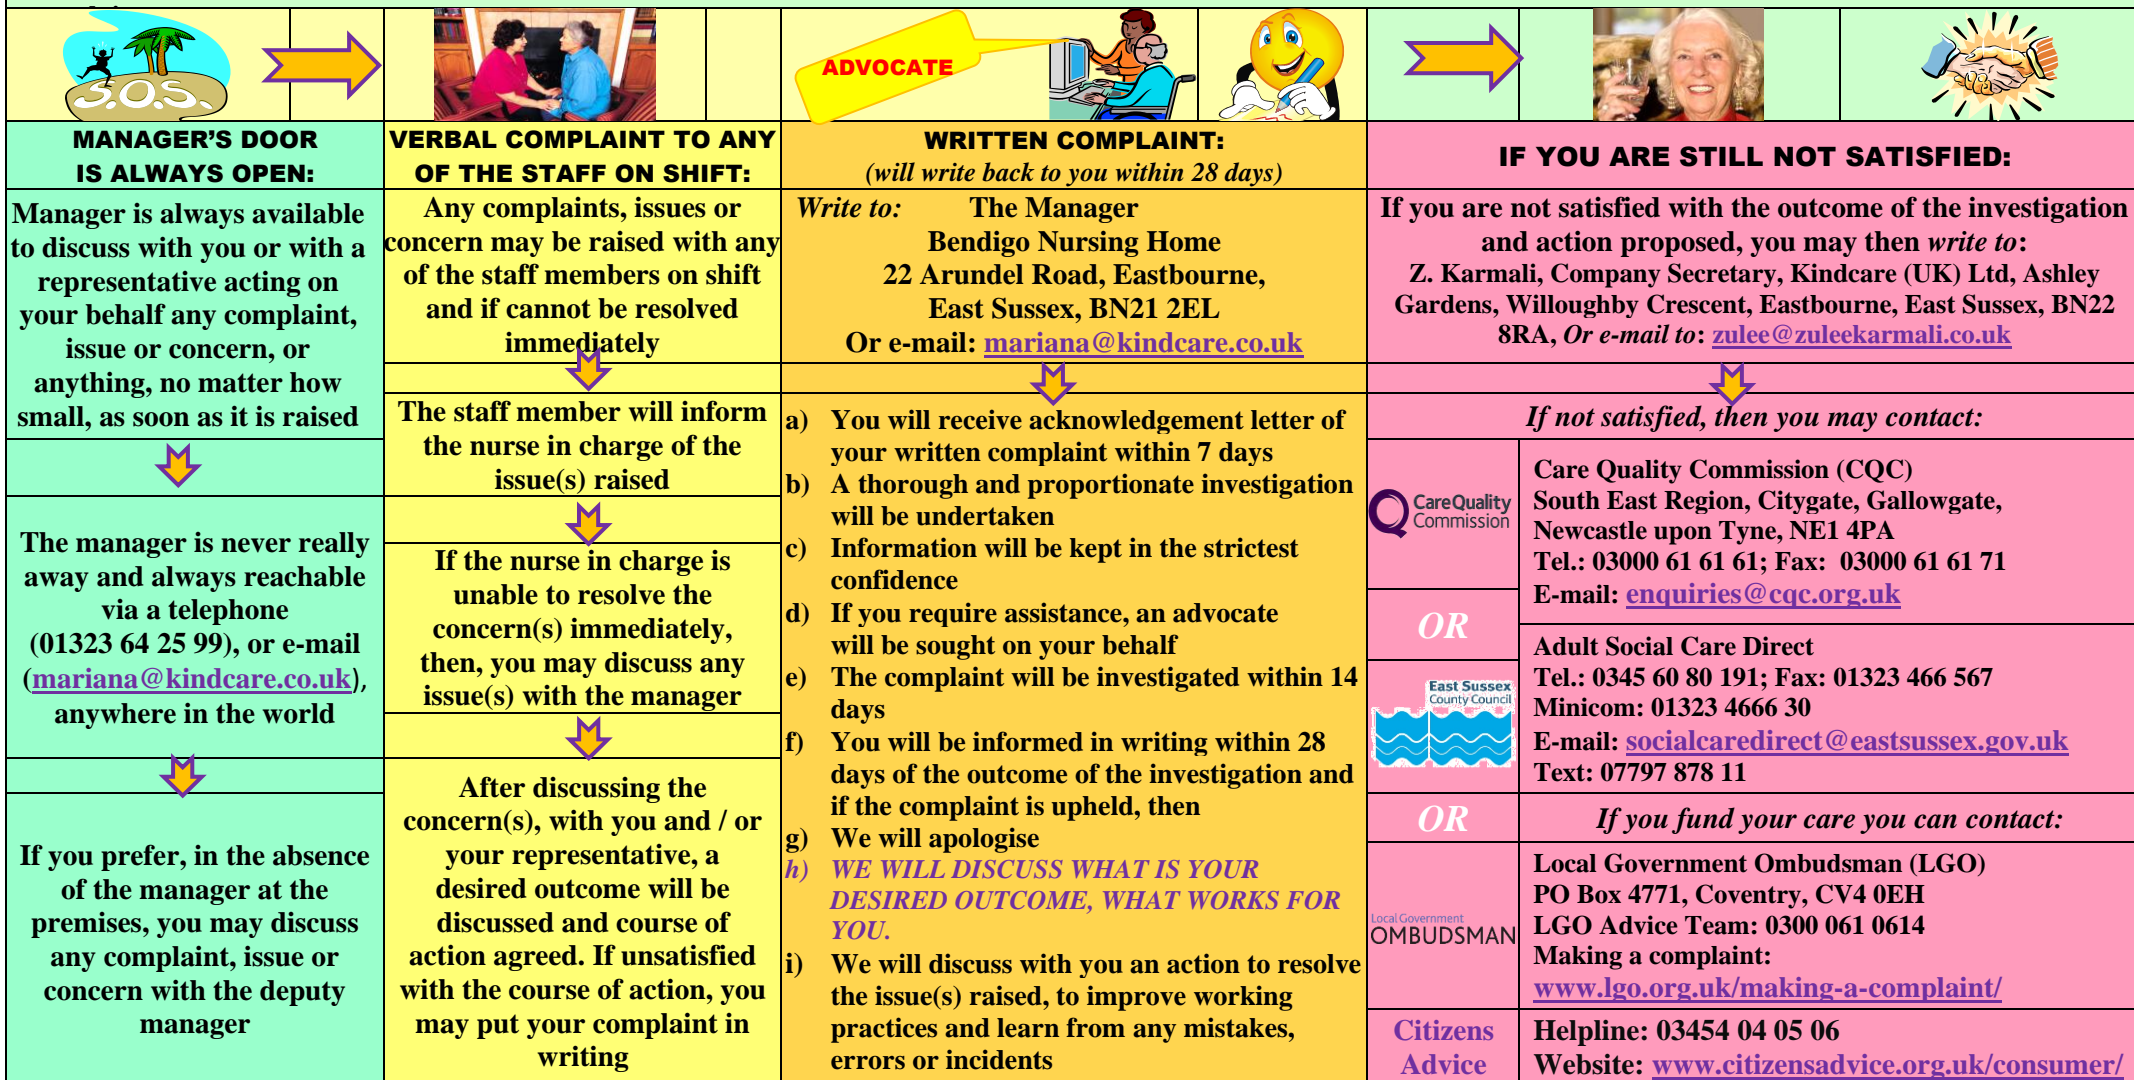 S.O.S.
ADVOCATE
MANAGER'S DOOR
IS ALWAYS OPEN:
Manager is always available
to discuss with you or with a
representative acting on
your behalf any complaint,
issue or concern, or
anything, no matter how
small, as soon as it is raised
The manager is never really
away and always reachable
via a telephone
(01323 64 25 99), or e-mail
(mariana@kindcare.co.uk),
anywhere in the world
If you prefer, in the absence
of the manager at the
premises, you may discuss
any complaint, issue or
concern with the deputy
manager
VERBAL COMPLAINT TO ANY
OF THE STAFF ON SHIFT:
Any complaints, issues or
concern may be raised with any
of the staff members on shift
and if cannot be resolved
immediately
The staff member will inform
the nurse in charge of the
issue(s) raised
If the nurse in charge is
unable to resolve the
concern(s) immediately,
then, you may discuss any
issue(s) with the manager
After discussing the
concern(s), with you and / or
your representative, a
desired outcome will be
discussed and course of
action agreed. If unsatisfied
with the course of action, you
may put your complaint in
writing
WRITTEN COMPLAINT:
(will write back to you within 28 days)
Write to: The Manager
Bendigo Nursing Home
22 Arundel Road, Eastbourne,
East Sussex, BN21 2EL
Or e-mail: mariana@kindcare.co.uk
a) You will receive acknowledgement letter of
your written complaint within 7 days
b) A thorough and proportionate investigation
will be undertaken
c) Information will be kept in the strictest
confidence
d) If you require assistance, an advocate
will be sought on your behalf
e) The complaint will be investigated within 14
days
f) You will be informed in writing within 28
days of the outcome of the investigation and
if the complaint is upheld, then
g) We will apologise
h) WE WILL DISCUSS WHAT IS YOUR
DESIRED OUTCOME, WHAT WORKS FOR
YOU.
i) We will discuss with you an action to resolve
the issue(s) raised, to improve working
practices and learn from any mistakes,
errors or incidents
IF YOU ARE STILL NOT SATISFIED:
If you are not satisfied with the outcome of the investigation
and action proposed, you may then write to:
Z. Karmali, Company Secretary, Kindcare (UK) Ltd, Ashley
Gardens, Willoughby Crescent, Eastbourne, East Sussex, BN22
8RA, Or e-mail to: zulee@zuleekarmali.co.uk
If not satisfied, then you may contact:
CareQuality
Commission
Care Quality Commission (CQC)
South East Region, Citygate, Gallowgate,
Newcastle upon Tyne, NE1 4PA
Tel.: 03000 61 61 61; Fax: 03000 61 61 71
E-mail: enquiries@cqc.org.uk
OR
East Sussex
County Council
Adult Social Care Direct
Tel.: 0345 60 80 191; Fax: 01323 466 567
Minicom: 01323 4666 30
E-mail: socialcaredirect@eastsussex.gov.uk
Text: 07797 878 11
OR
If you fund your care you can contact:
Local Government
OMBUDSMAN
Local Government Ombudsman (LGO)
PO Box 4771, Coventry, CV4 0EH
LGO Advice Team: 0300 061 0614
Making a complaint:
www.lgo.org.uk/making-a-complaint/
Citizens
Advice
Helpline: 03454 04 05 06
Website: www.citizensadvice.org.uk/consumer/